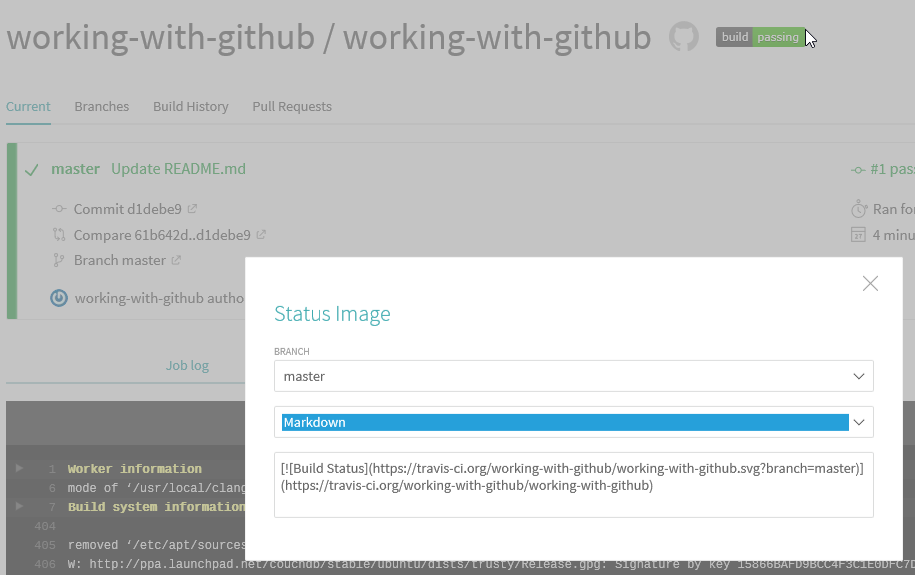 working-with-github / working-with-github build passing
Current Branches Build History Pull Requests
master Update README.md #1 pas
Commit d1debe9 Ran for
Compare 61b642d..d1debe9 4 minu
Branch master
working-with-github autho
Job log
Status Image
BRANCH
master
Markdown
[![Build Status](https://travis-ci.org/working-with-github/working-with-github.svg?branch=master)]
(https://travis-ci.org/working-with-github/working-with-github)
1 Worker information
6 mode of ‘/usr/local/clang
7 Build system information
404
405 removed ‘/etc/apt/sources
406 W: http://ppa.launchpad.net/couchdb/stable/ubuntu/dists/trusty/Release.gpg: Signature by key 15866BAFD9BCC4F3C1E0DFC7D